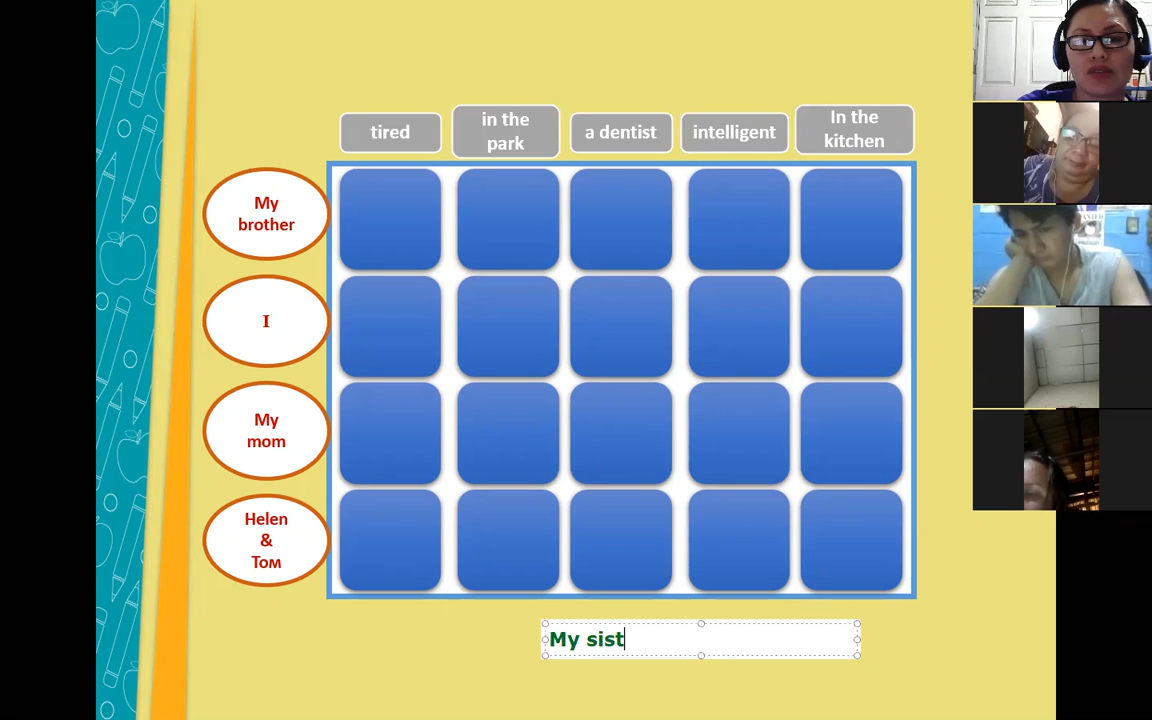 tired
in the
park
a dentist
intelligent
In the
kitchen
My
brother
I
My
mom
Helen
&
Tom
My sist